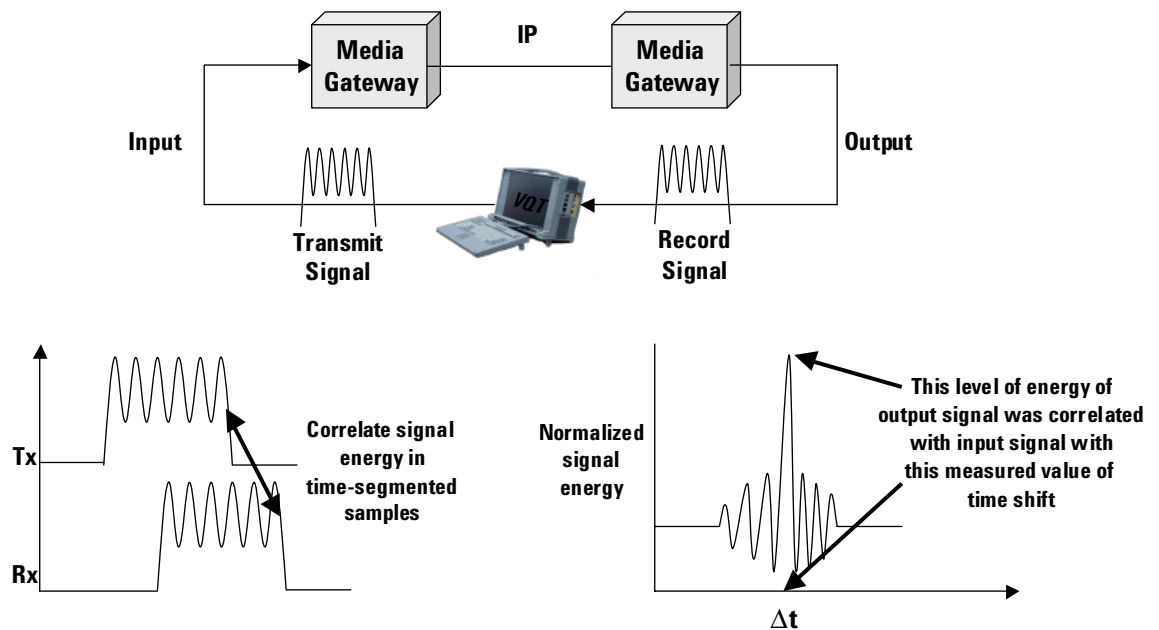 IP
Media
Gateway
Media
Gateway
Input
Output
VQT
Transmit
Signal
Record
Signal
Tx
Rx
Correlate signal
energy in
time-segmented
samples
Normalized
signal
energy
This level of energy of
output signal was correlated
with input signal with
this measured value of
time shift
Δt